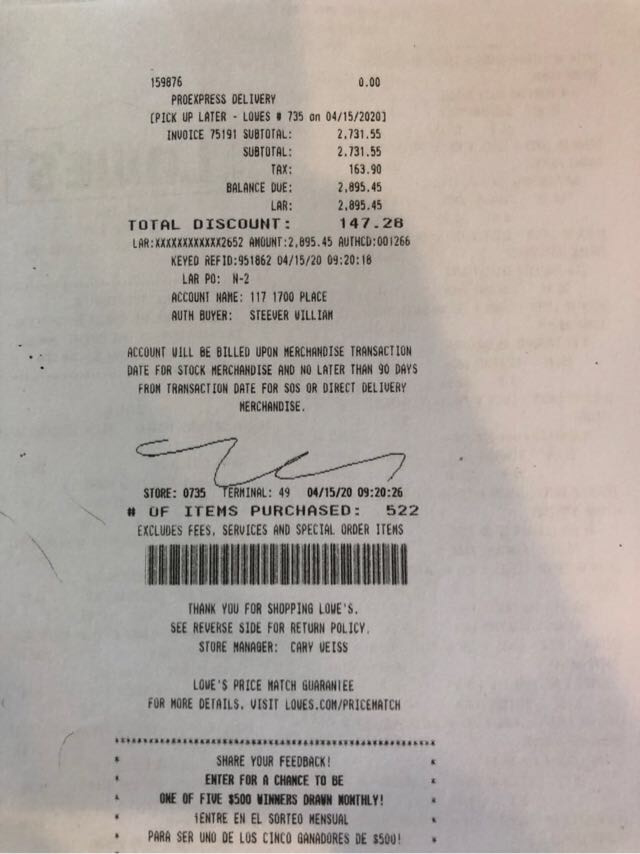 159876 0.00
PROEXPRESS DELIVERY
[PICK UP LATER - LOWES # 735 on 04/15/2020]
INVOICE 75191 SUBTOTAL: 2,731.55
SUBTOTAL: 2,731.55
TAX: 163.90
BALANCE DUE: 2,895.45
LAR: 2,895.45
TOTAL DISCOUNT: 147.28
LAR:XXXXXXXXXXXX2652 AMOUNT:2,895.45 AUTHCD:001266
KEYED REFID:951862 04/15/20 09:20:18
LAR PO: N-2
ACCOUNT NAME: 117 1700 PLACE
AUTH BUYER: STEEVER WILLIAM
ACCOUNT WILL BE BILLED UPON MERCHANDISE TRANSACTION
DATE FOR STOCK MERCHANDISE AND NO LATER THAN 90 DAYS
FROM TRANSACTION DATE FOR SOS OR DIRECT DELIVERY
MERCHANDISE.
STORE: 0735 TERMINAL: 49 04/15/20 09:20:26
# OF ITEMS PURCHASED: 522
EXCLUDES FEES, SERVICES AND SPECIAL ORDER ITEMS
THANK YOU FOR SHOPPING LOWE'S.
SEE REVERSE SIDE FOR RETURN POLICY.
STORE MANAGER: CARY WEISS
LOWE'S PRICE MATCH GUARANTEE
FOR MORE DETAILS, VISIT LOWES.COM/PRICEMATCH
SHARE YOUR FEEDBACK!
ENTER FOR A CHANCE TO BE
ONE OF FIVE $500 WINNERS DRAWN MONTHLY!
¡ENTRE EN EL SORTEO MENSUAL
PARA SER UNO DE LOS CINCO GANADORES DE $500!